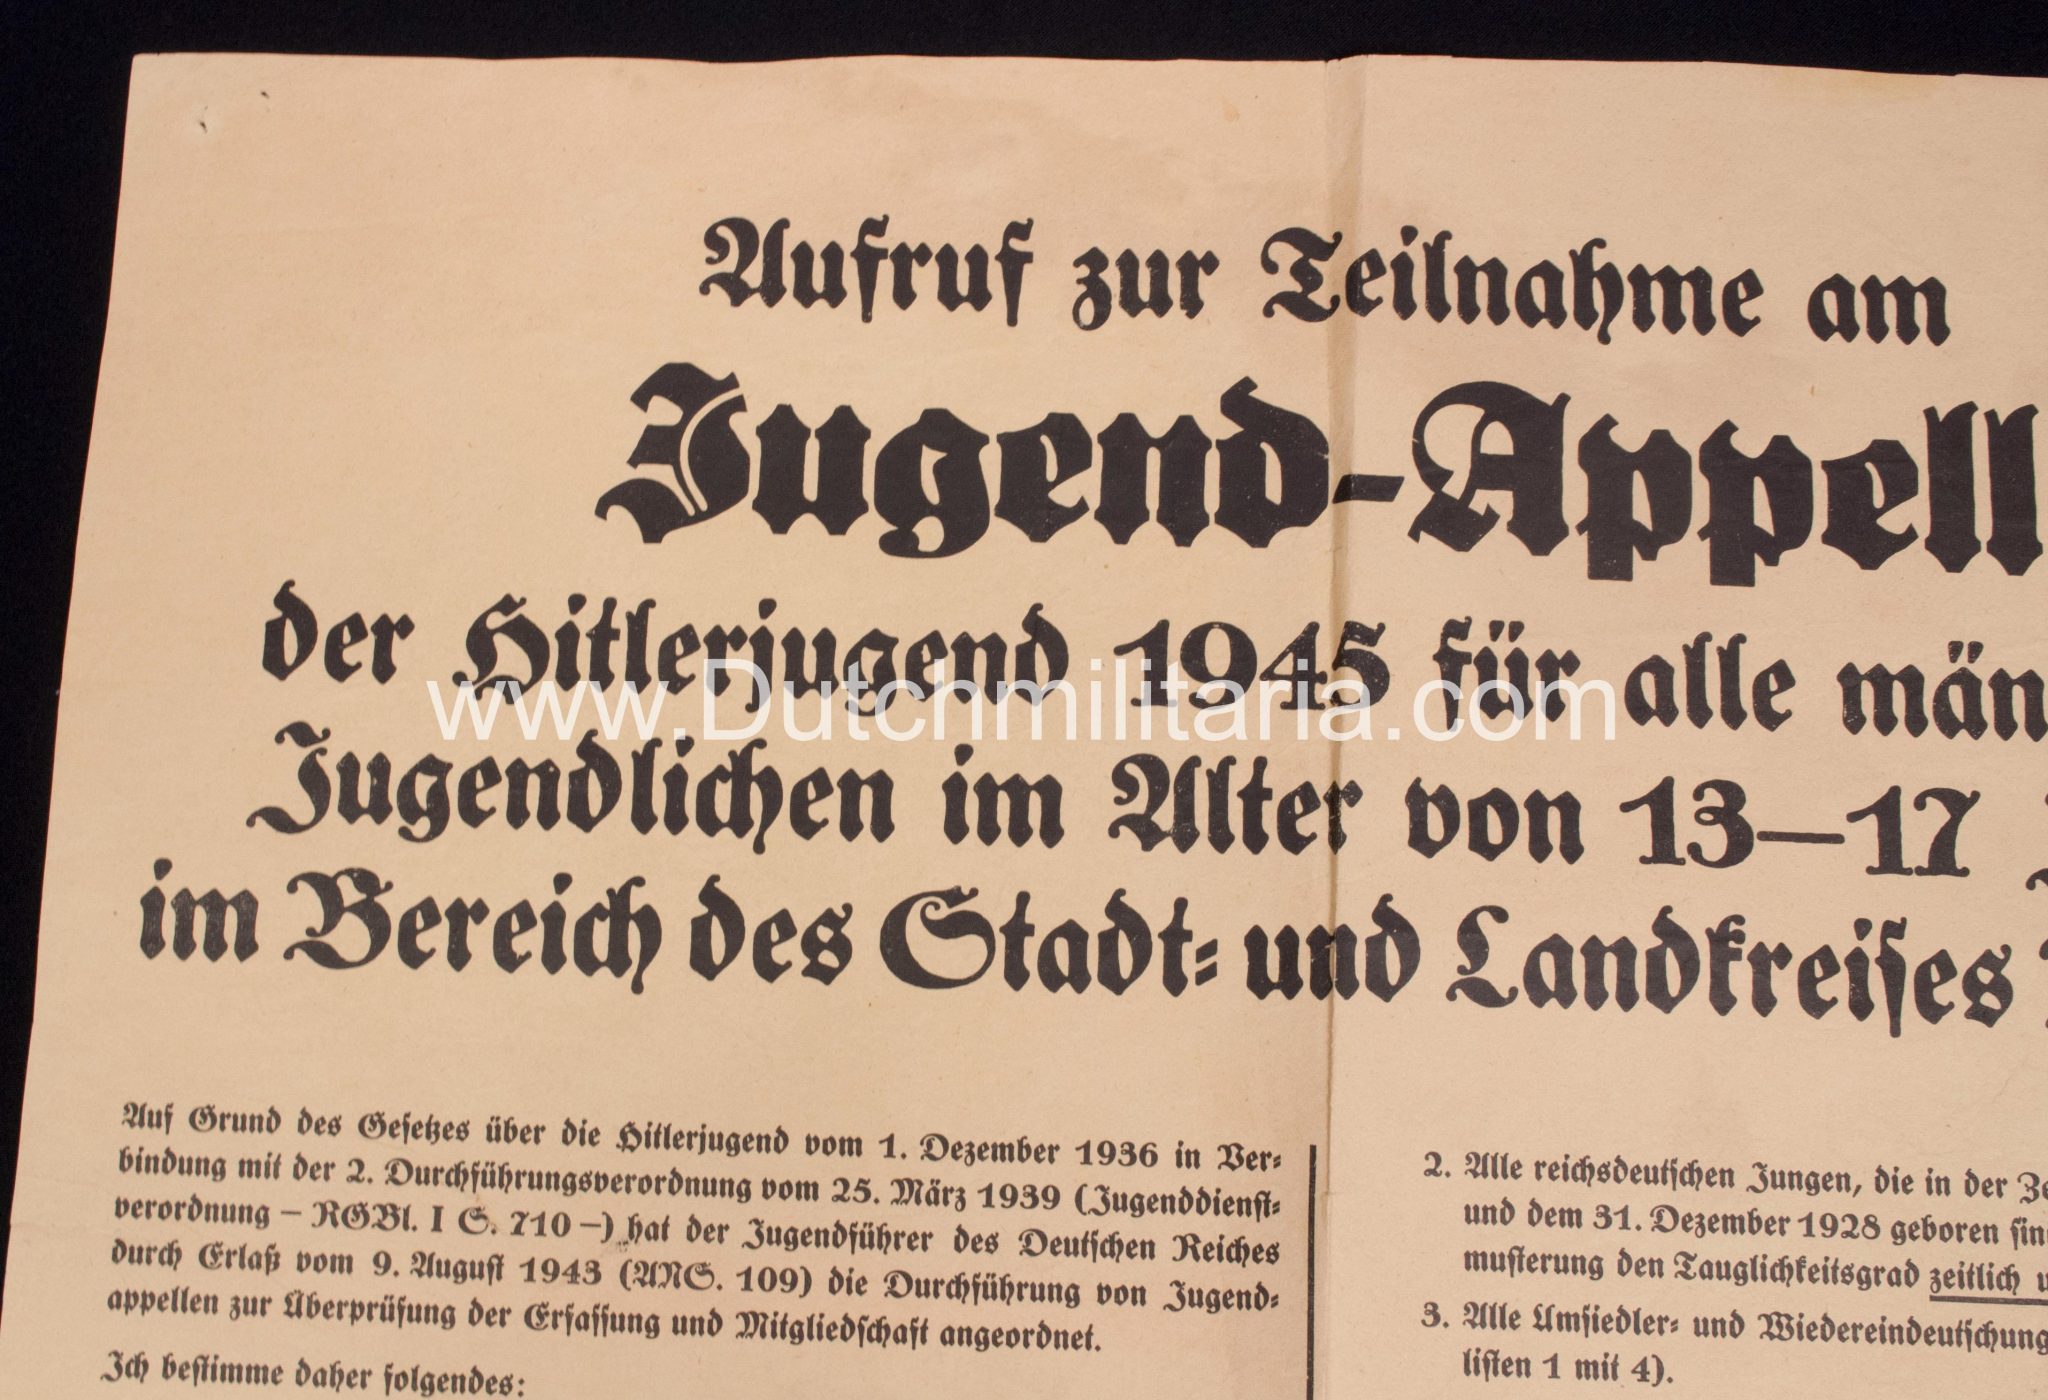 Aufruf zur Teilnahme am
Jugend-Appell
der Hitlerjugend 1945 für alle män
Jugendlichen im Alter von 13—17
im Bereich des Stadt- und Landkreises
www.Dutchmilitaria.com
Auf Grund des Gesetzes über die Hitlerjugend vom 1. Dezember 1936 in Ver-
bindung mit der 2. Durchführungsverordnung vom 25. März 1939 (Jugenddienst-
verordnung – RGBl. I S. 710 –) hat der Jugendführer des Deutschen Reiches
durch Erlaß vom 9. August 1943 (ANS. 109) die Durchführung von Jugend-
appellen zur Überprüfung der Erfassung und Mitgliedschaft angeordnet.
Ich bestimme daher folgendes:
2. Alle reichsdeutschen Jungen, die in der Ze
und dem 31. Dezember 1928 geboren sin
musterung den Tauglichkeitsgrad zeitlich u
3. Alle Umsiedler- und Wiedereindeutschung
listen 1 mit 4).